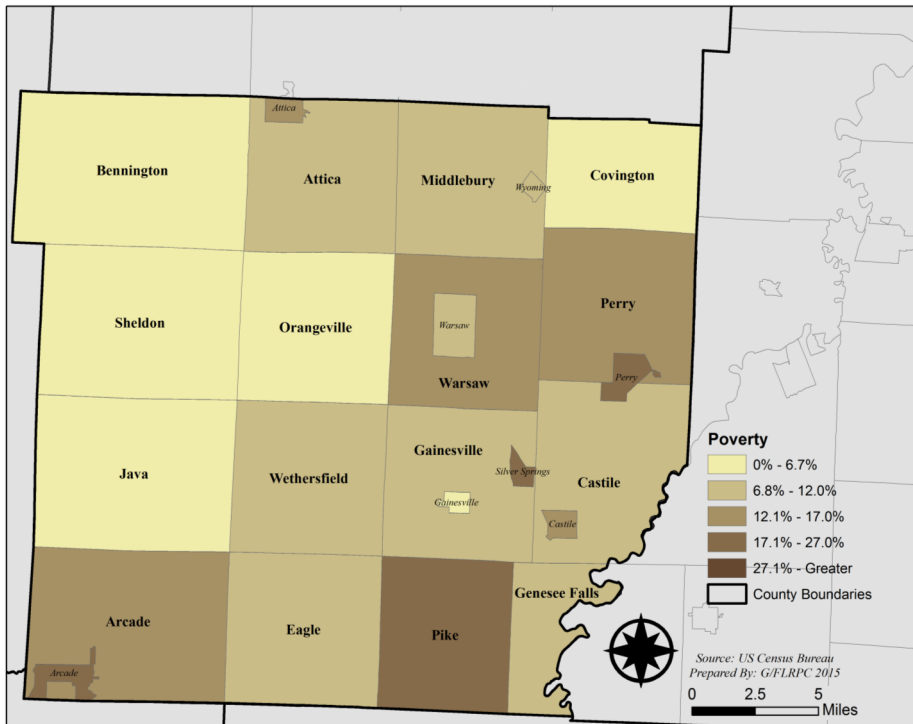 Attica
Bennington
Attica
Middlebury
Wyoming
Covington
Sheldon
Orangeville
Warsaw
Warsaw
Perry
Perry
Java
Wethersfield
Gainesville
Silver Springs
Gainesville
Castile
Castile
Arcade
Arcade
Eagle
Pike
Genesee Falls
Poverty
0% - 6.7%
6.8% - 12.0%
12.1% - 17.0%
17.1% - 27.0%
27.1% - Greater
County Boundaries
Source: US Census Bureau
Prepared By: G/FLRPC 2015
0 2.5 5
Miles